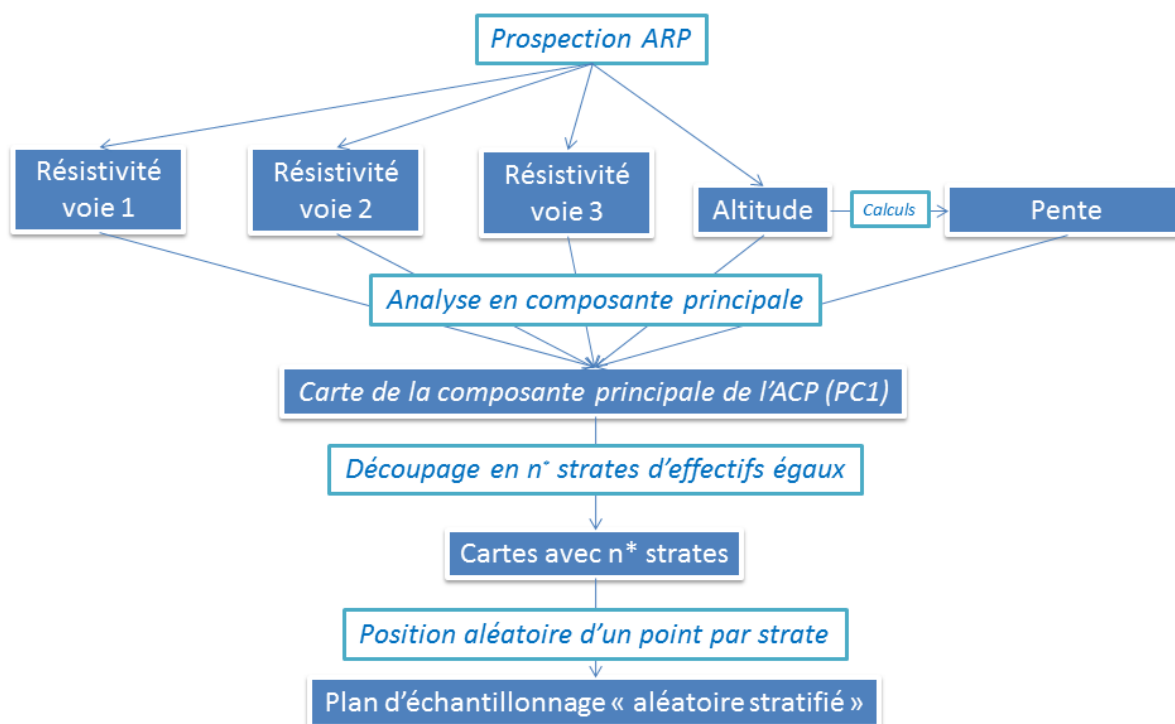 Prospection ARP
Résistivité
voie 1
Résistivité
voie 2
Résistivité
voie 3
Altitude
Calculs
Pente
Analyse en composante principale
Carte de la composante principale de l’ACP (PC1)
Découpage en n* strates d’effectifs égaux
Cartes avec n* strates
Position aléatoire d’un point par strate
Plan d’échantillonnage « aléatoire stratifié »